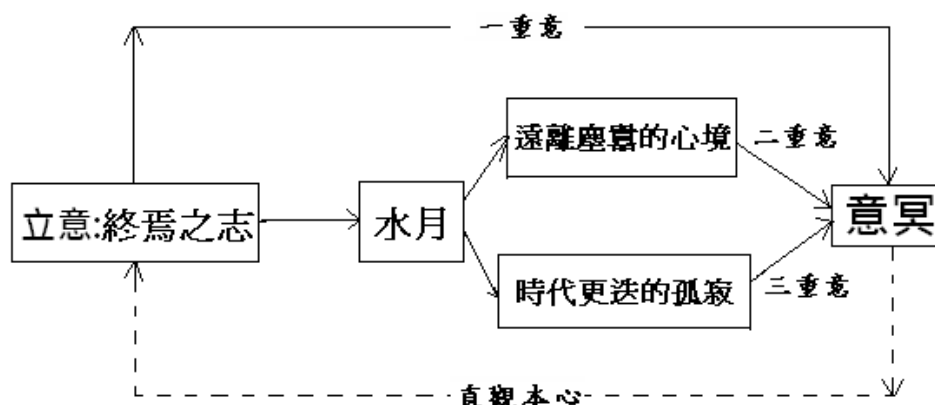 一重意
遠離塵囂的心境
二重意
立意:終焉之志
水月
意冥
時代更迭的孤寂
三重意
直觀本心